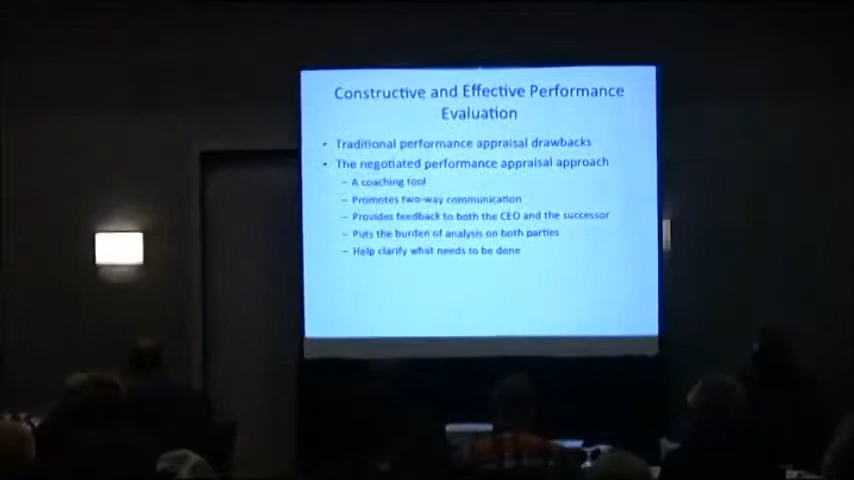 Constructive and Effective Performance
Evaluation
• Traditional performance appraisal drawbacks
• The negotiated performance appraisal approach
– A coaching tool
– Promotes two-way communication
– Provides feedback to both the CEO and the successor
– Puts the burden of analysis on both parties
– Help clarify what needs to be done